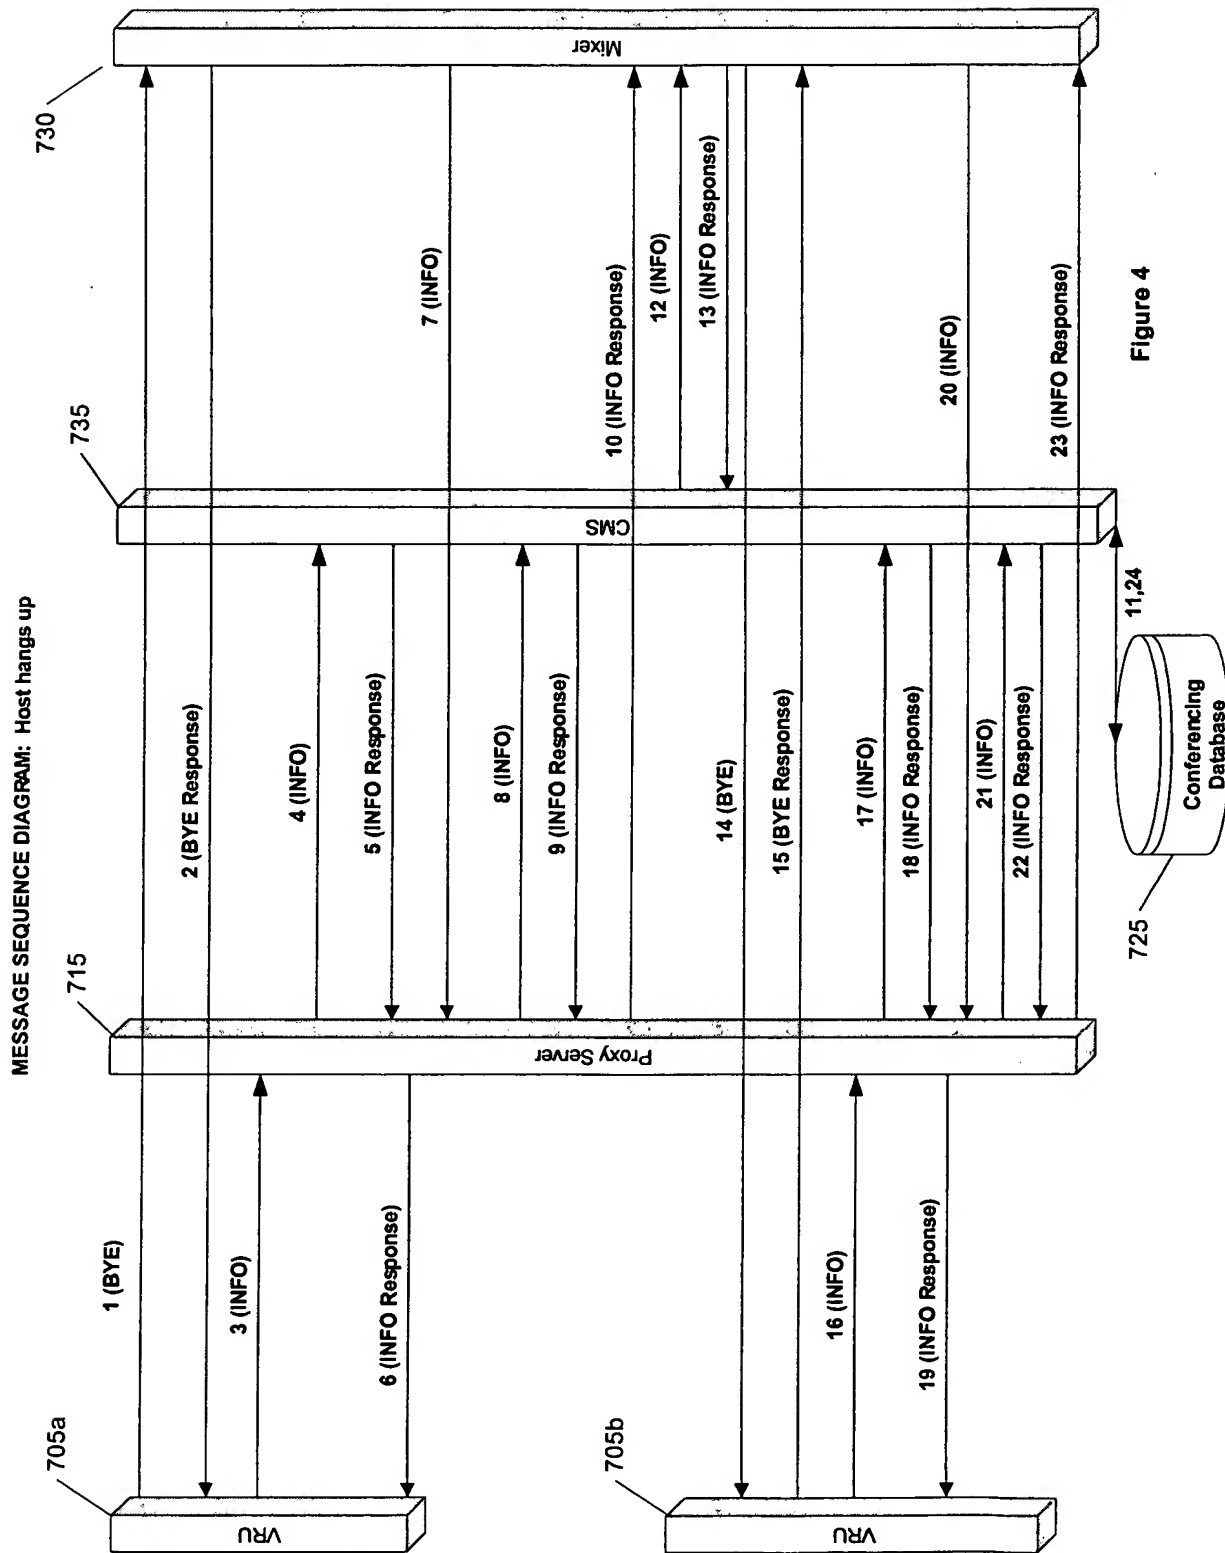 MESSAGE SEQUENCE DIAGRAM: Host hangs up
705a
715
735
730
VRU
Proxy Server
CMS
Mixer
1 (BYE)
2 (BYE Response)
3 (INFO)
4 (INFO)
5 (INFO Response)
6 (INFO Response)
7 (INFO)
8 (INFO)
9 (INFO Response)
10 (INFO Response)
12 (INFO)
13 (INFO Response)
705b
VRU
14 (BYE)
15 (BYE Response)
16 (INFO)
17 (INFO)
18 (INFO Response)
19 (INFO Response)
20 (INFO)
21 (INFO)
22 (INFO Response)
23 (INFO Response)
11,24
725
Conferencing
Database
Figure 4